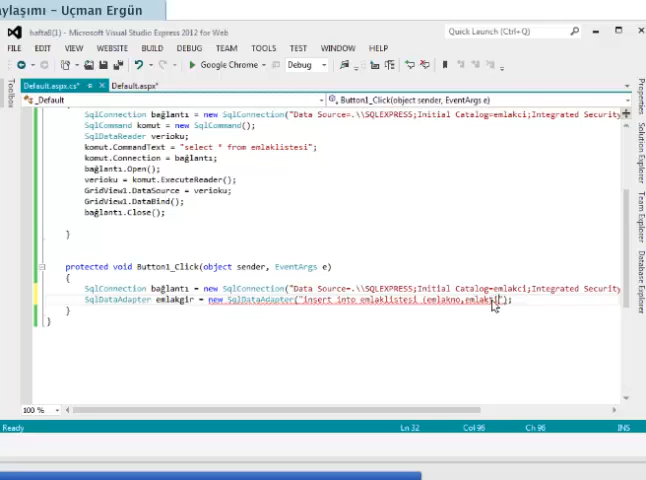 aylaşımı – Uçman Ergün
hafta8(1) - Microsoft Visual Studio Express 2012 for Web
Quick Launch (Ctrl+Q)
FILE EDIT VIEW WEBSITE BUILD DEBUG TEAM TOOLS TEST WINDOW HELP
Google Chrome Debug
Default.aspx.cs* Default.aspx*
_Default Button1_Click(object sender, EventArgs e)
SqlConnection bağlantı = new SqlConnection("Data Source=.\\SQLEXPRESS;Initial Catalog=emlakci;Integrated Security
SqlCommand komut = new SqlCommand();
SqlDataReader verioku;
komut.CommandText = "select * from emlaklistesi";
komut.Connection = bağlantı;
bağlantı.Open();
verioku = komut.ExecuteReader();
GridView1.DataSource = verioku;
GridView1.DataBind();
bağlantı.Close();
}
protected void Button1_Click(object sender, EventArgs e)
{
SqlConnection bağlantı = new SqlConnection("Data Source=.\\SQLEXPRESS;Initial Catalog=emlakci;Integrated Security
SqlDataAdapter emlakgir = new SqlDataAdapter("insert into emlaklistesi (emlakno,emlakti");
}
}
100 %
Ready Ln 32 Col 96 Ch 96 INS
Toolbox
Properties
Solution Explorer
Team Explorer
Database Explorer